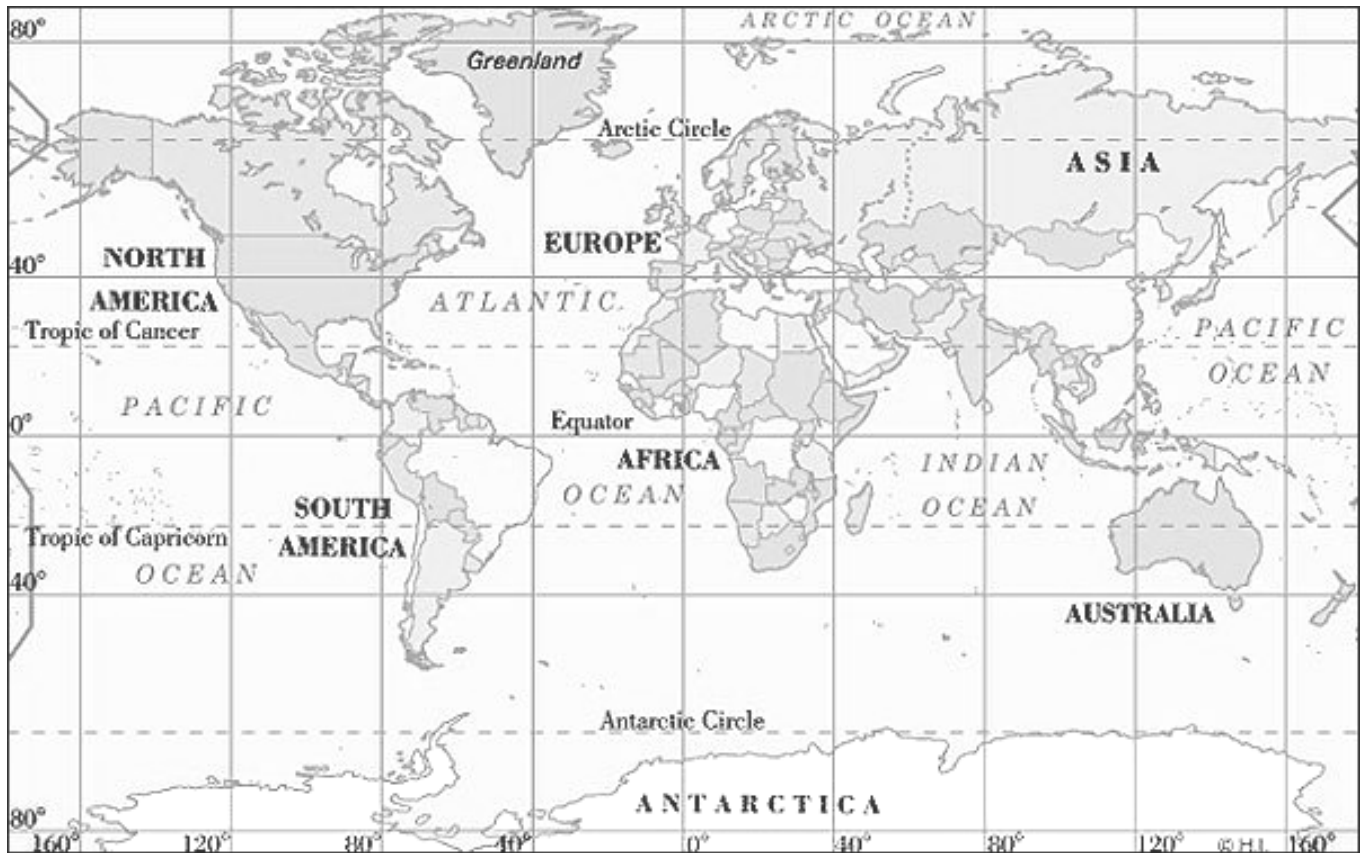 ARCTIC OCEAN
80°
Greenland
Arctic Circle
ASIA
NORTH
AMERICA
EUROPE
40°
ATLANTIC
Tropic of Cancer
PACIFIC
OCEAN
PACIFIC
0°
Equator
AFRICA
OCEAN
INDIAN
OCEAN
SOUTH
AMERICA
Tropic of Capricorn
OCEAN
40°
AUSTRALIA
Antarctic Circle
ANTARCTICA
80°
160° 120° 80° 40° 0° 40° 80° 120° © H.I. 160°